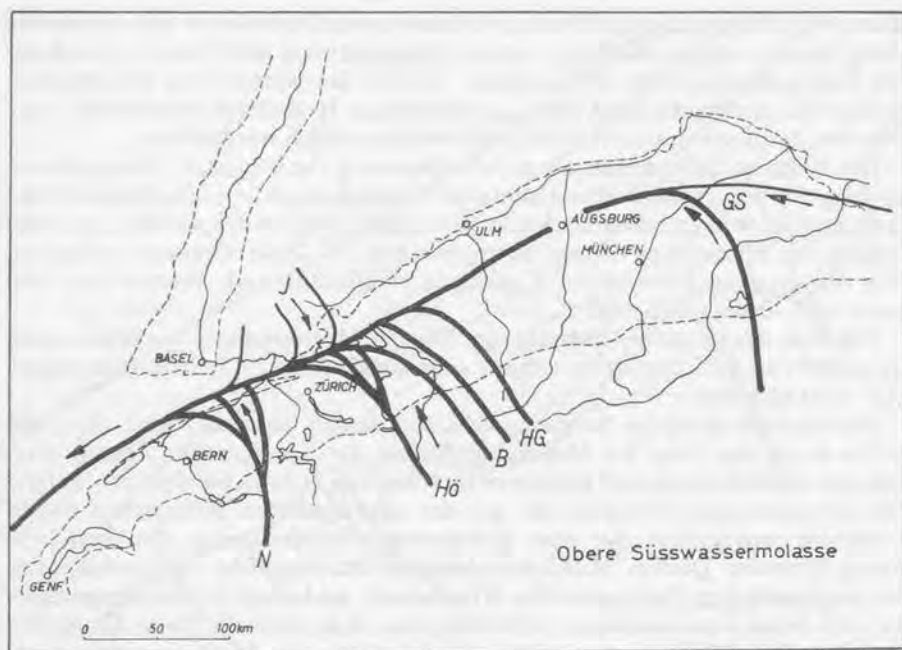 GS
ULM
AUGSBURG
MÜNCHEN
BASEL
ZÜRICH
HG
B
BERN
Hö
N
Obere Süsswassermolasse
GENF
0 50 100km